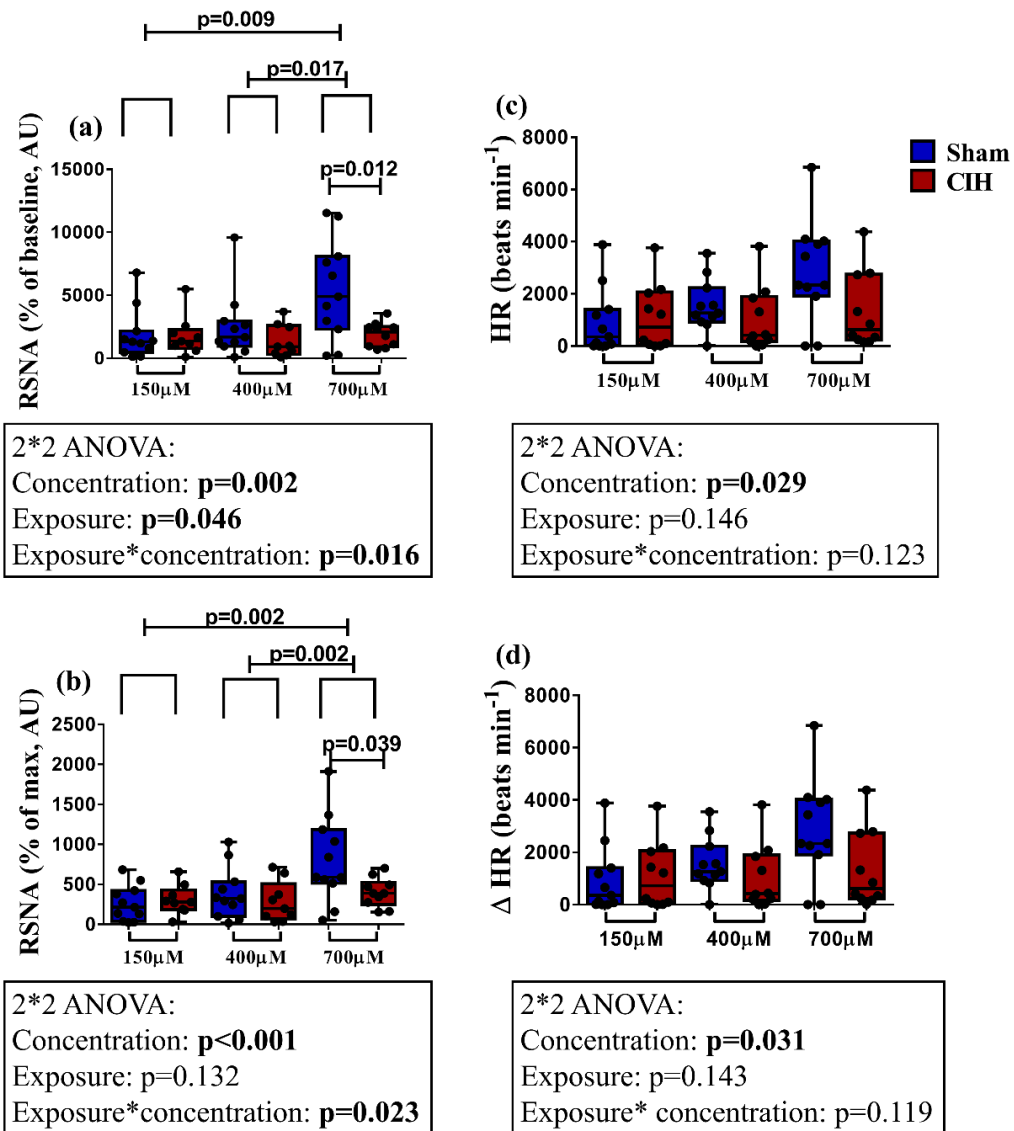 p=0.009
p=0.017
(a)
RSNA (% of baseline, AU)
15000
10000
5000
0
p=0.012
150μM
400μM
700μM
2*2 ANOVA:
Concentration: p=0.002
Exposure: p=0.046
Exposure*concentration: p=0.016
(c)
HR (beats min-1)
8000
6000
4000
2000
0
150μM
400μM
700μM
Sham
CIH
2*2 ANOVA:
Concentration: p=0.029
Exposure: p=0.146
Exposure*concentration: p=0.123
p=0.002
p=0.002
(b)
RSNA (% of max, AU)
2500
2000
1500
1000
500
0
p=0.039
150μM
400μM
700μM
2*2 ANOVA:
Concentration: p<0.001
Exposure: p=0.132
Exposure*concentration: p=0.023
(d)
Δ HR (beats min-1)
8000
6000
4000
2000
0
150μM
400μM
700μM
2*2 ANOVA:
Concentration: p=0.031
Exposure: p=0.143
Exposure* concentration: p=0.119